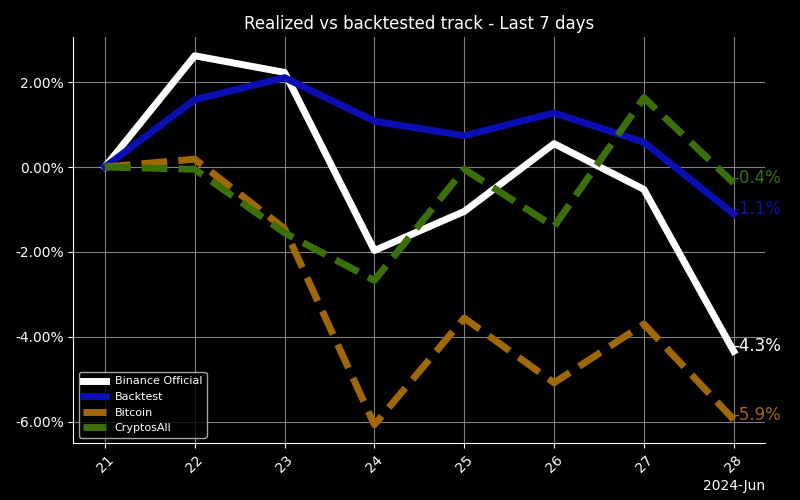 Realized vs backtested track - Last 7 days
2.00%
0.00%
-2.00%
-4.00%
-6.00%
-0.4%
-1.1%
-4.3%
-5.9%
Binance Official
Backtest
Bitcoin
CryptosAll
21
22
23
24
25
26
27
28
2024-Jun